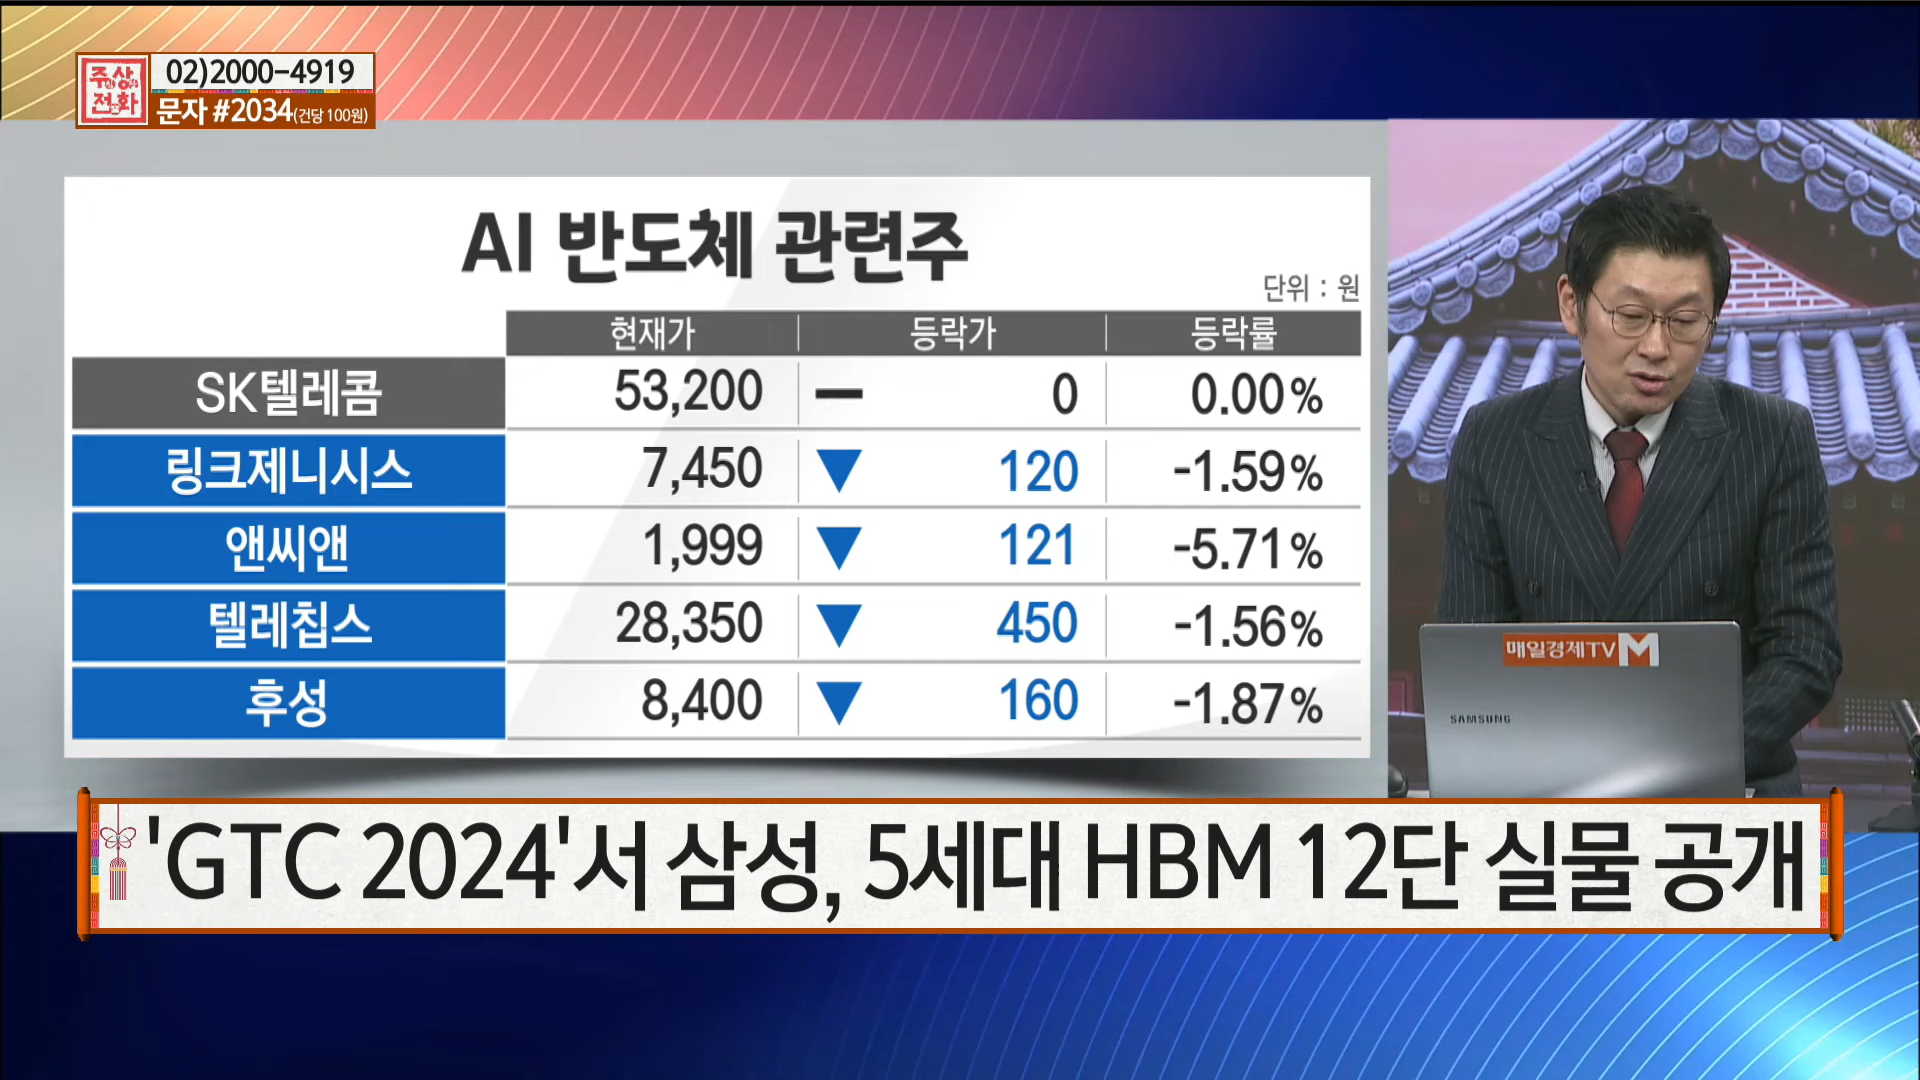 주상전화
02)2000-4919
문자 #2034(건당 100원)
AI 반도체 관련주
단위 : 원
현재가 등락가 등락률
SK텔레콤 53,200 0 0.00%
링크제니시스 7,450 ▼ 120 -1.59%
앤씨앤 1,999 ▼ 121 -5.71%
텔레칩스 28,350 ▼ 450 -1.56%
후성 8,400 ▼ 160 -1.87%
매일경제TV M
SAMSUNG
'GTC 2024'서 삼성, 5세대 HBM 12단 실물 공개